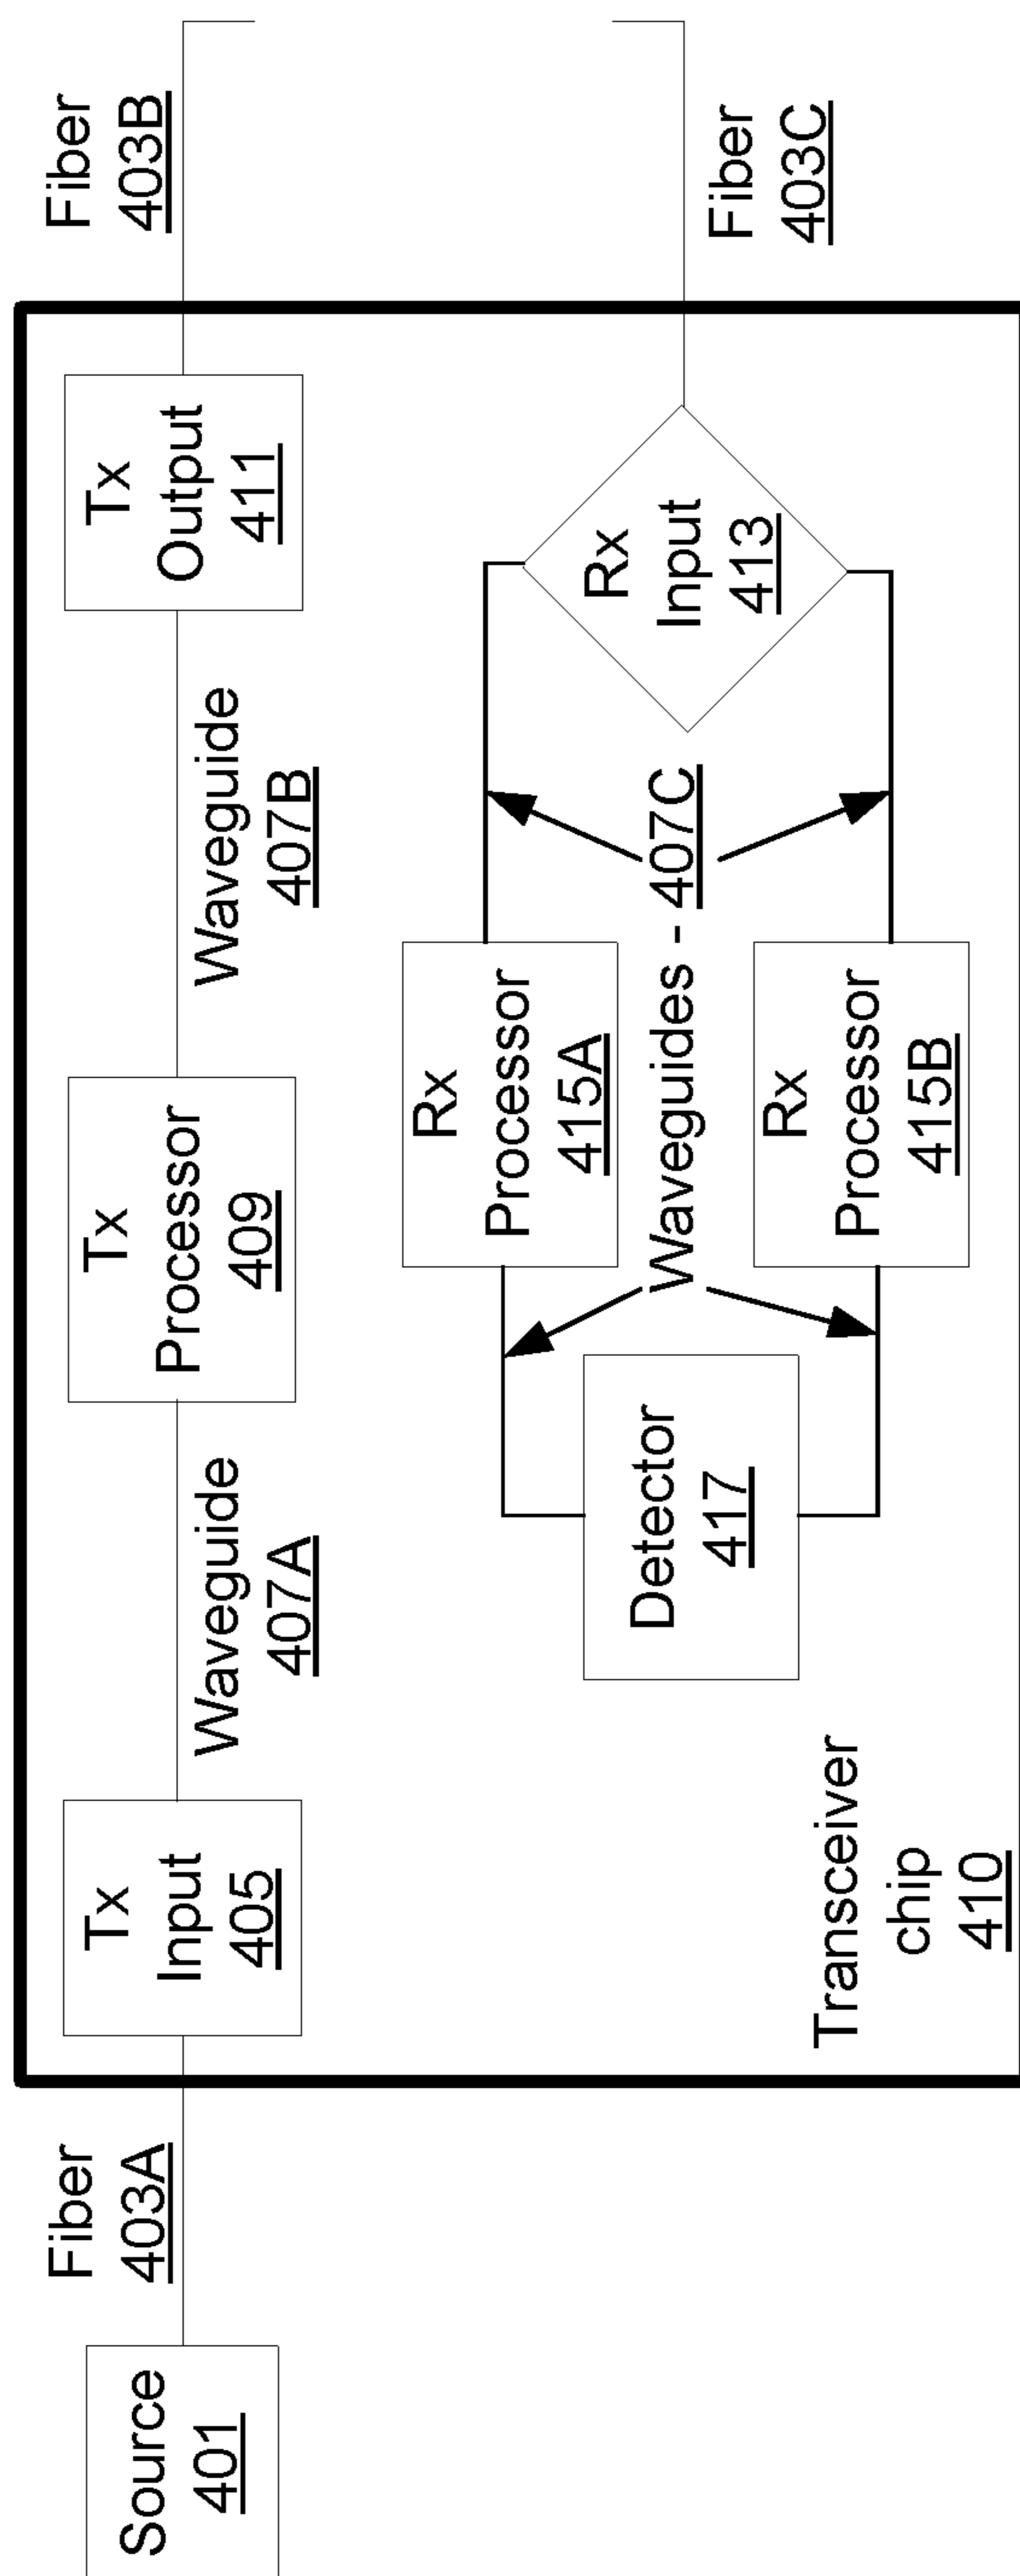 Source
401
Fiber
403A
Tx
Input
405
Waveguide
407A
Tx
Processor
409
Waveguide
407B
Tx
Output
411
Fiber
403B
Detector
417
Rx
Processor
415A
Waveguides - 407C
Rx
Processor
415B
Rx
Input
413
Fiber
403C
Transceiver
chip
410